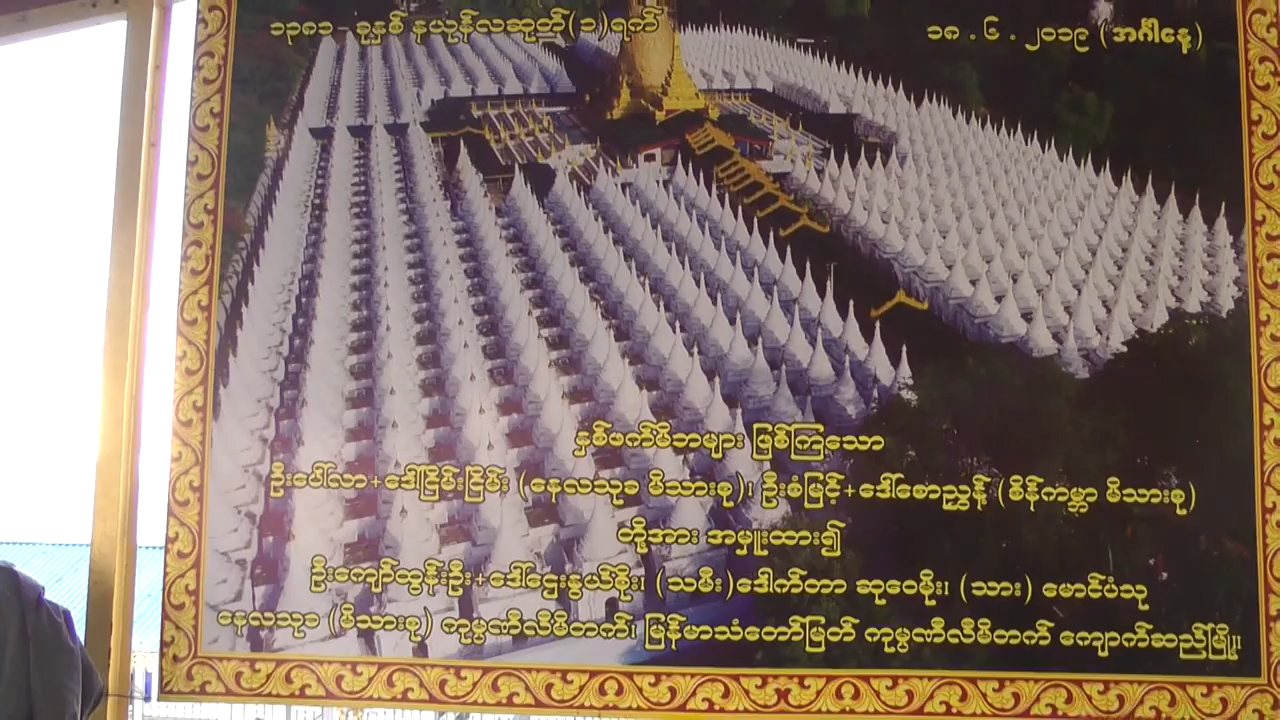 ၁၃၈၁ - ခုနှစ် နယုန်လဆုတ်(၁)ရက်
၁၈ . ၆ . ၂၀၁၉ (အင်္ဂါနေ့)
နှစ်ဖက်မိဘများ ဖြစ်ကြသော
ဦးပေါ်လာ+ဒေါ်ငြိမ်းငြိမ်း (နေလသုခ မိသားစု)၊ ဦးစံမြင့်+ဒေါ်စောညွန့် (စိန်ကမ္ဘာ မိသားစု)
တို့အား အမှူးထား၍
ဦးကျော်ထွန်းဦး+ဒေါ်ဌေးနွယ်စိုး၊ (သမီး)ဒေါက်တာ ဆုဝေမိုး၊ (သား) မောင်ပံသု
နေလသုခ (မိသားစု) ကုမ္ပဏီလီမိတက်၊ မြန်မာသံတော်မြတ် ကုမ္ပဏီလီမိတက် ကျောက်ဆည်မြို့။